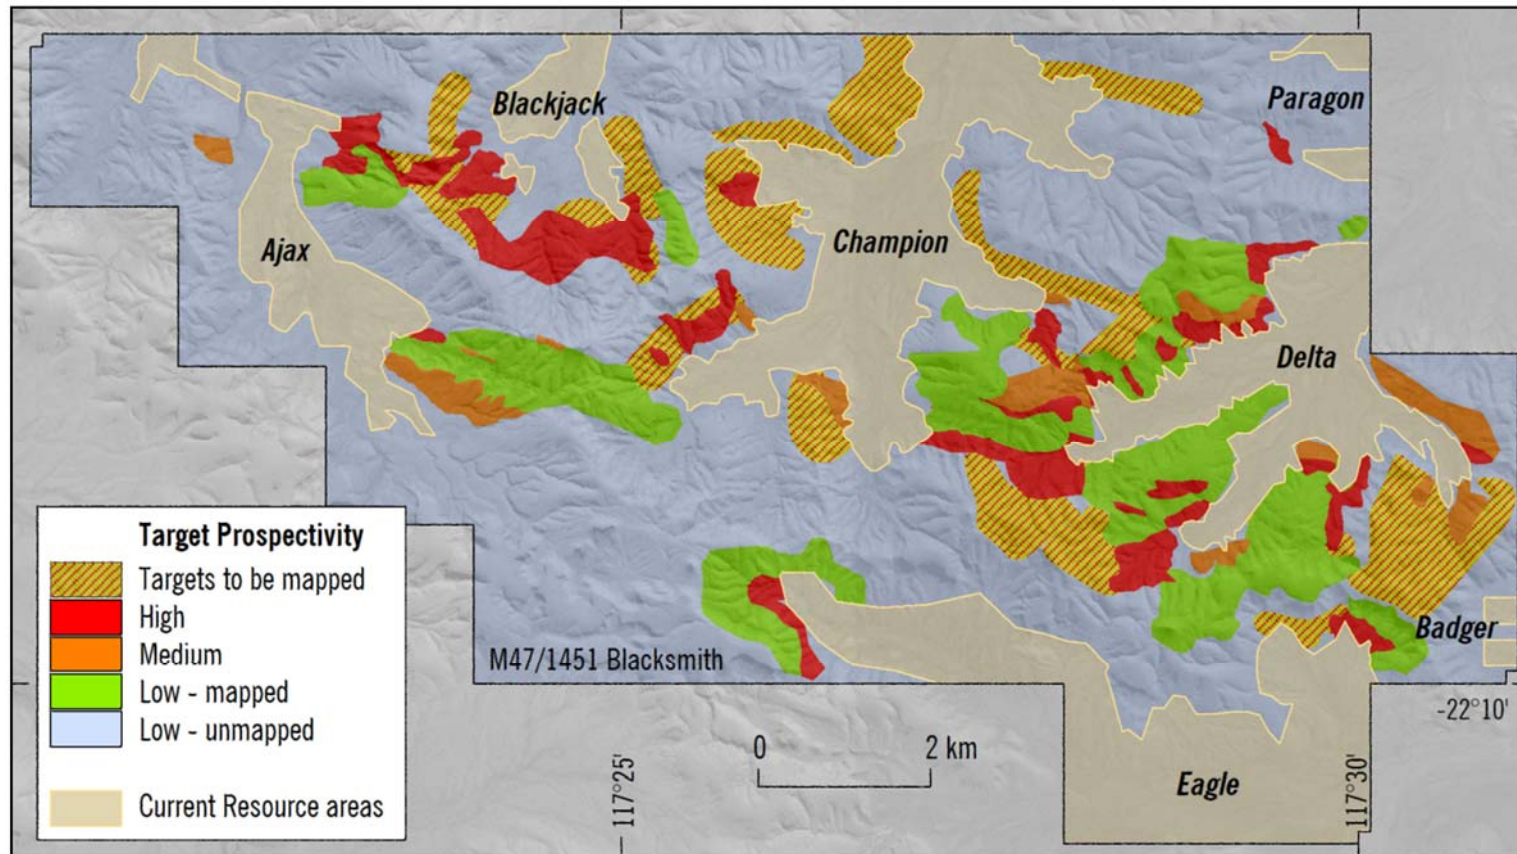 Blackjack
Paragon
Ajax
Champion
Delta
Target Prospectivity
Targets to be mapped
High
Medium
Low - mapped
Low - unmapped
Current Resource areas
Badger
M47/1451 Blacksmith
-22°10'
0 2 km
117°25'
117°30'
Eagle